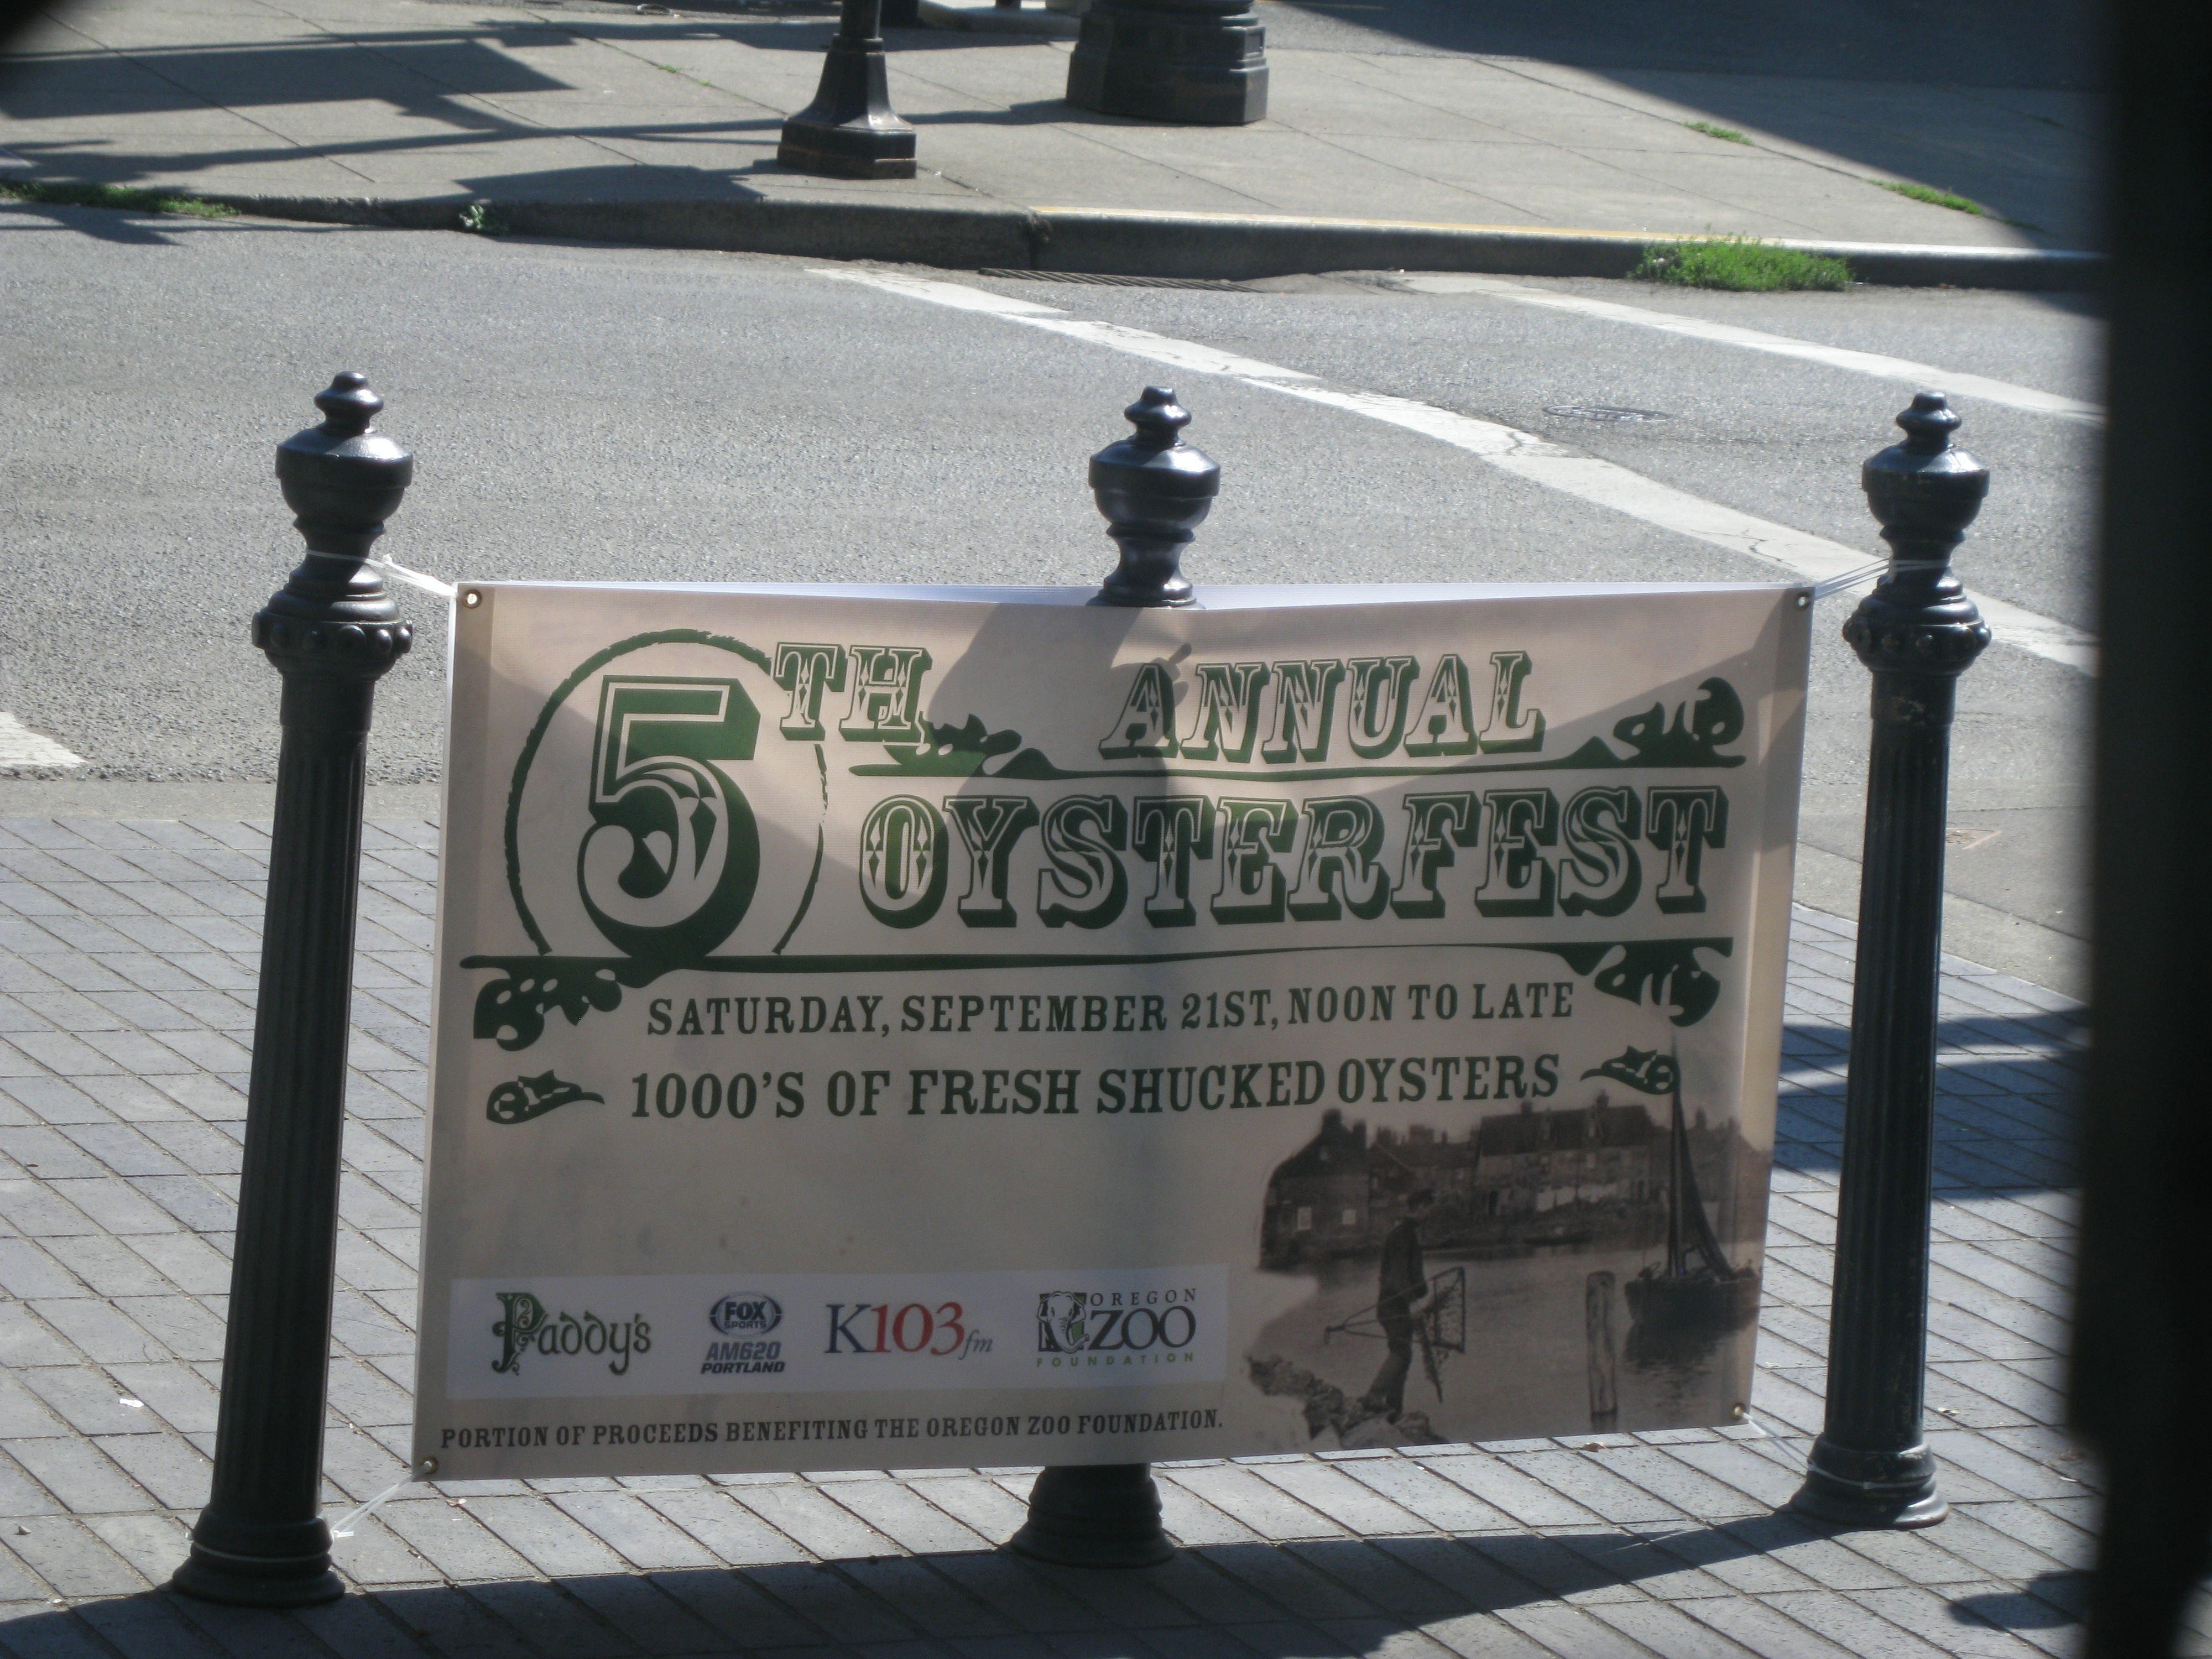 5TH ANNUAL
OYSTERFEST
SATURDAY, SEPTEMBER 21ST, NOON TO LATE
1000'S OF FRESH SHUCKED OYSTERS
Paddy's
FOX
SPORTS
AM620
PORTLAND
K103fm
OREGON
ZOO
FOUNDATION
PORTION OF PROCEEDS BENEFITING THE OREGON ZOO FOUNDATION.